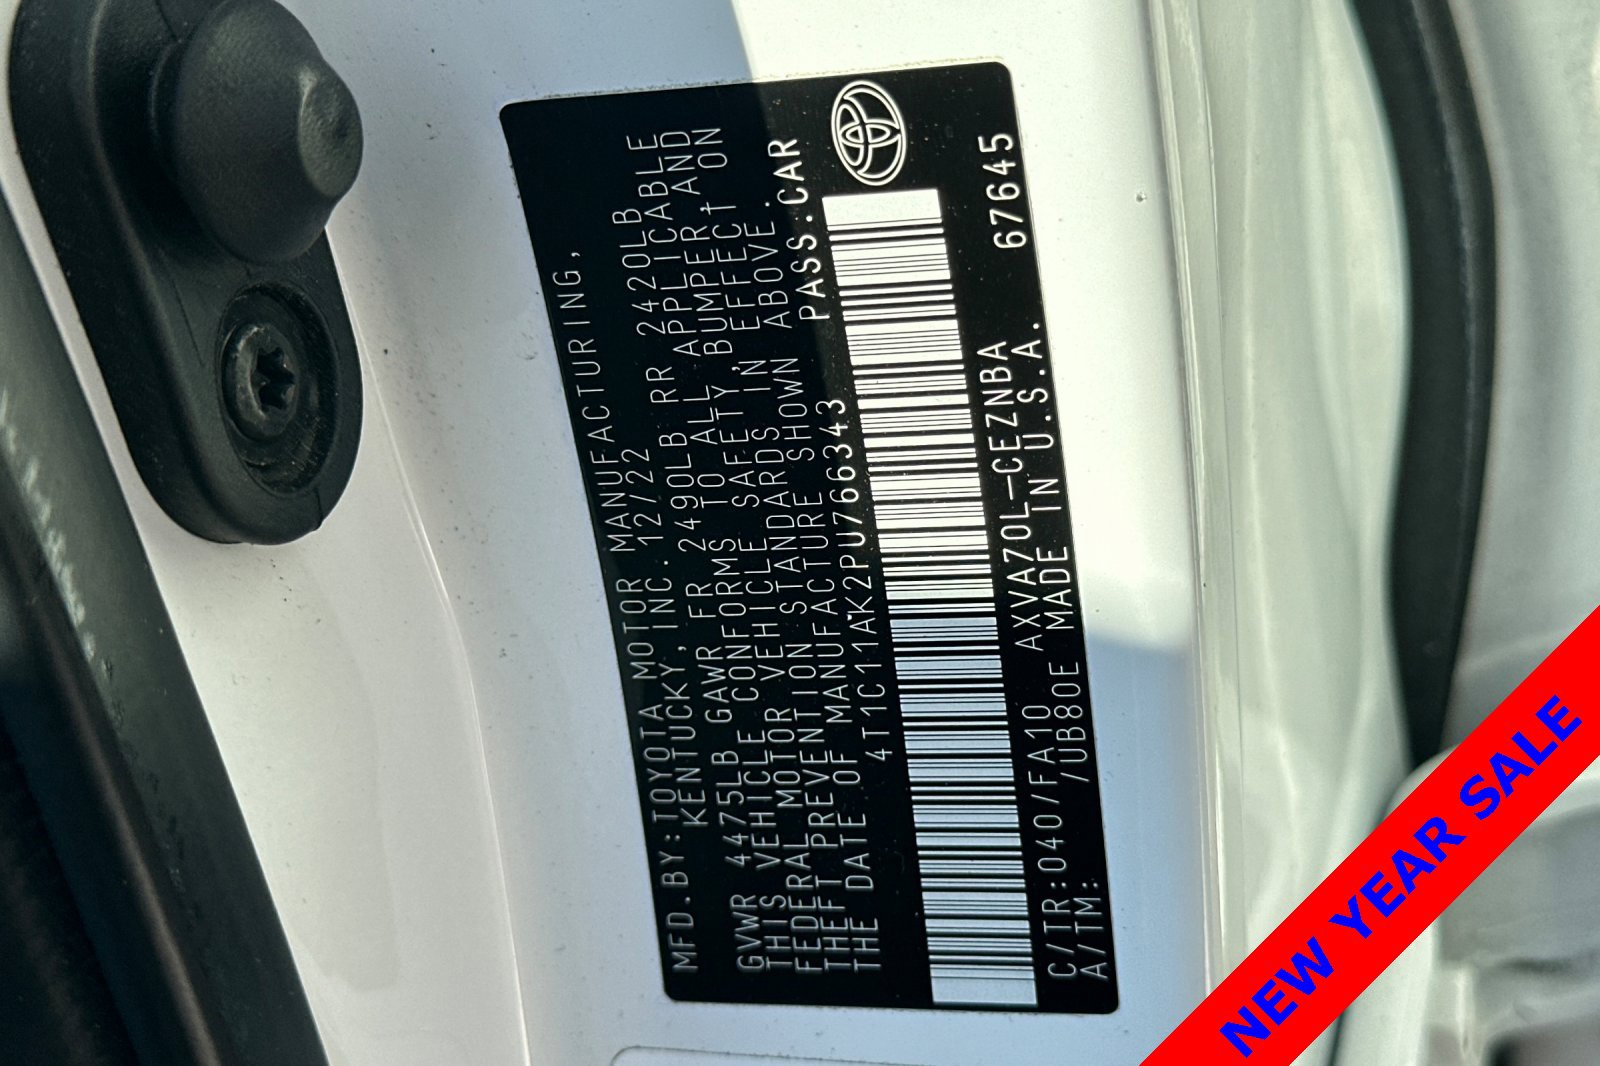 MFD.BY:TOYOTA MOTOR MANUFACTURING,
KENTUCKY, INC. 12/22
GVWR 4475LB GAWR FR 2490LB RR 2420LB
THIS VEHICLE CONFORMS TO ALL APPLICABLE
FEDERAL MOTOR VEHICLE SAFETY, BUMPER, AND
THEFT PREVENTION STANDARDS IN EFFECT ON
THE DATE OF MANUFACTURE SHOWN ABOVE.
4T1C11AK2PU766343 PASS.CAR
C/TR:040/FA10 AXVA70L-CEZNBA 67645
A/TM: /UB80E MADE IN U.S.A.
NEW YEAR SALE